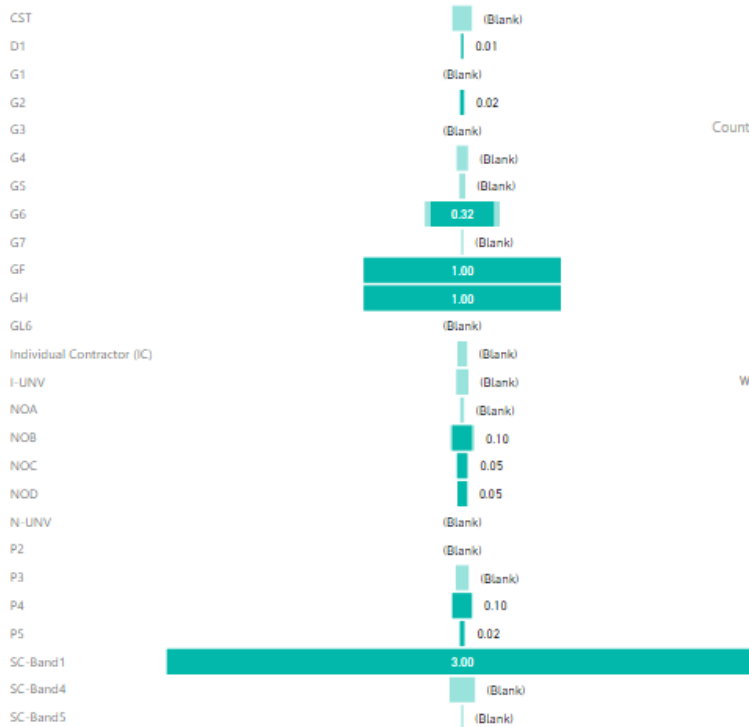 CST (Blank)
D1 0.01
G1 (Blank)
G2 0.02
G3 (Blank)
Count
G4 (Blank)
G5 (Blank)
G6 0.32
G7 (Blank)
GF 1.00
GH 1.00
GL6 (Blank)
Individual Contractor (IC) (Blank)
I-UNV (Blank)
W
NOA (Blank)
NOB 0.10
NOC 0.05
NOD 0.05
N-UNV (Blank)
P2 (Blank)
P3 (Blank)
P4 0.10
P5 0.02
SC-Band1 3.00
SC-Band4 (Blank)
SC-Band5 (Blank)